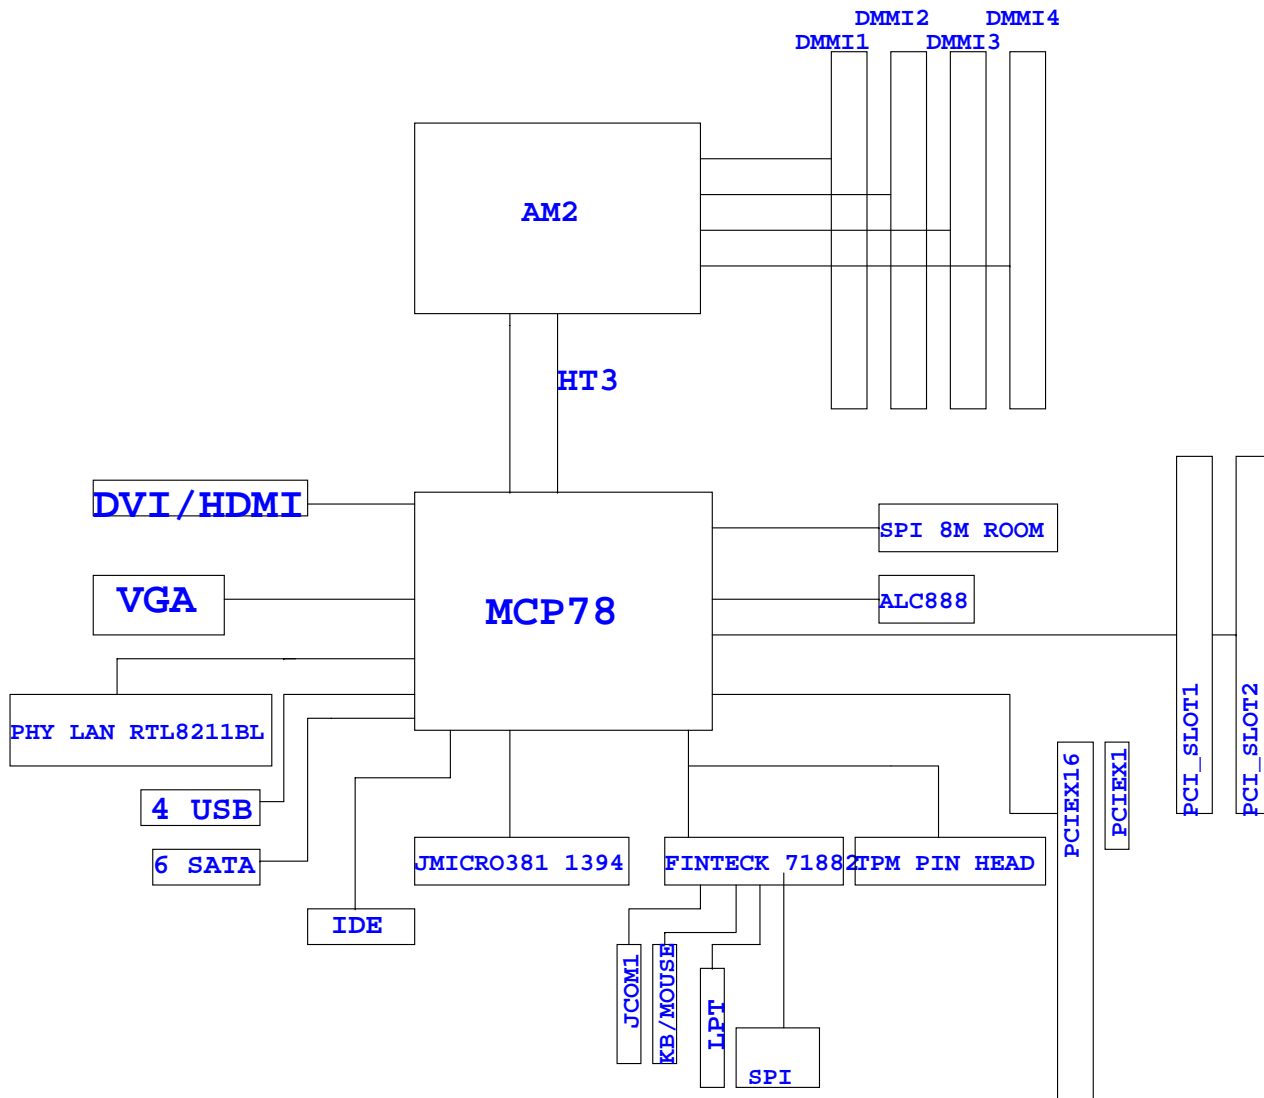 DMMI2
DMMI4
DMMI1
DMMI3
AM2
HT3
DVI/HDMI
SPI 8M ROOM
VGA
MCP78
ALC888
PHY LAN RTL8211BL
PCI_SLOT1
PCI_SLOT2
PCIEX16
PCIEX1
4 USB
6 SATA
JMICRO381 1394
FINTECK 71882
TPM PIN HEAD
IDE
JCOM1
KB/MOUSE
LPT
SPI